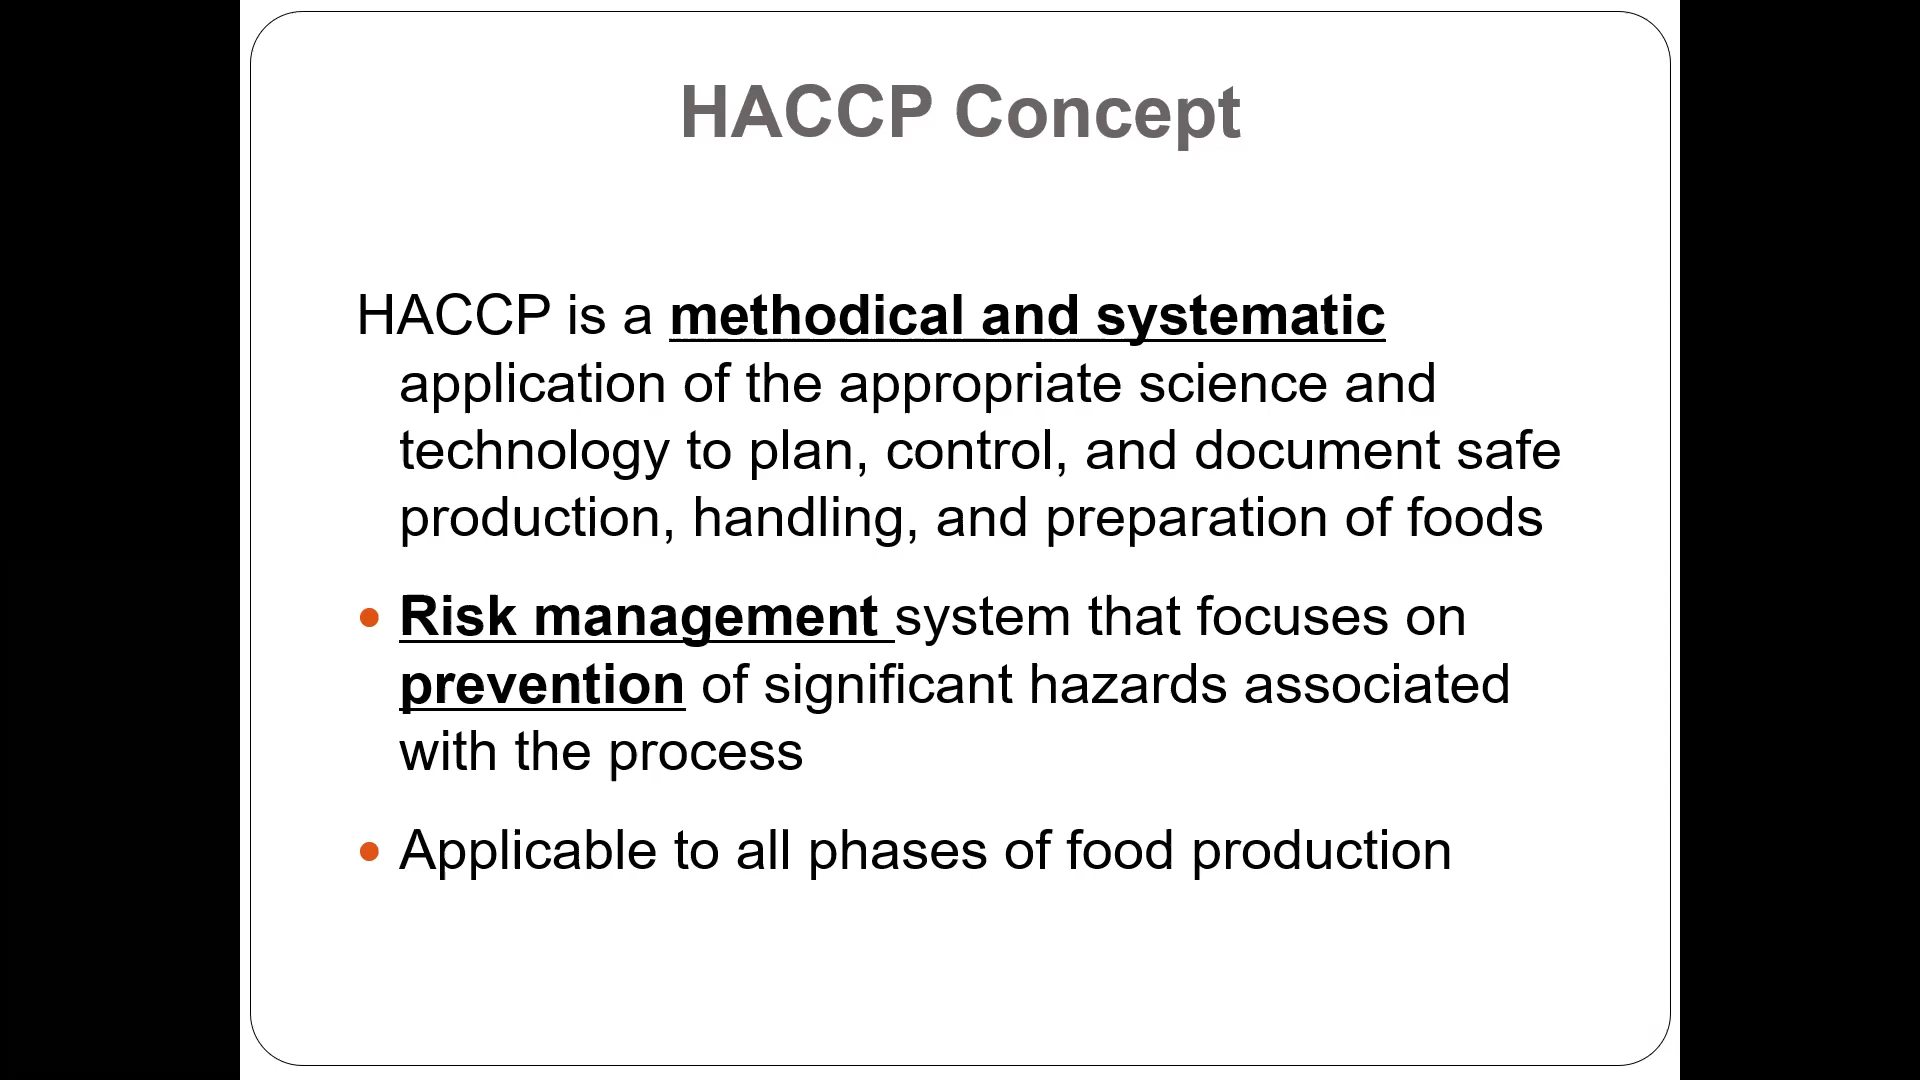 HACCP Concept
HACCP is a methodical and systematic
application of the appropriate science and
technology to plan, control, and document safe
production, handling, and preparation of foods
• Risk management system that focuses on
prevention of significant hazards associated
with the process
• Applicable to all phases of food production